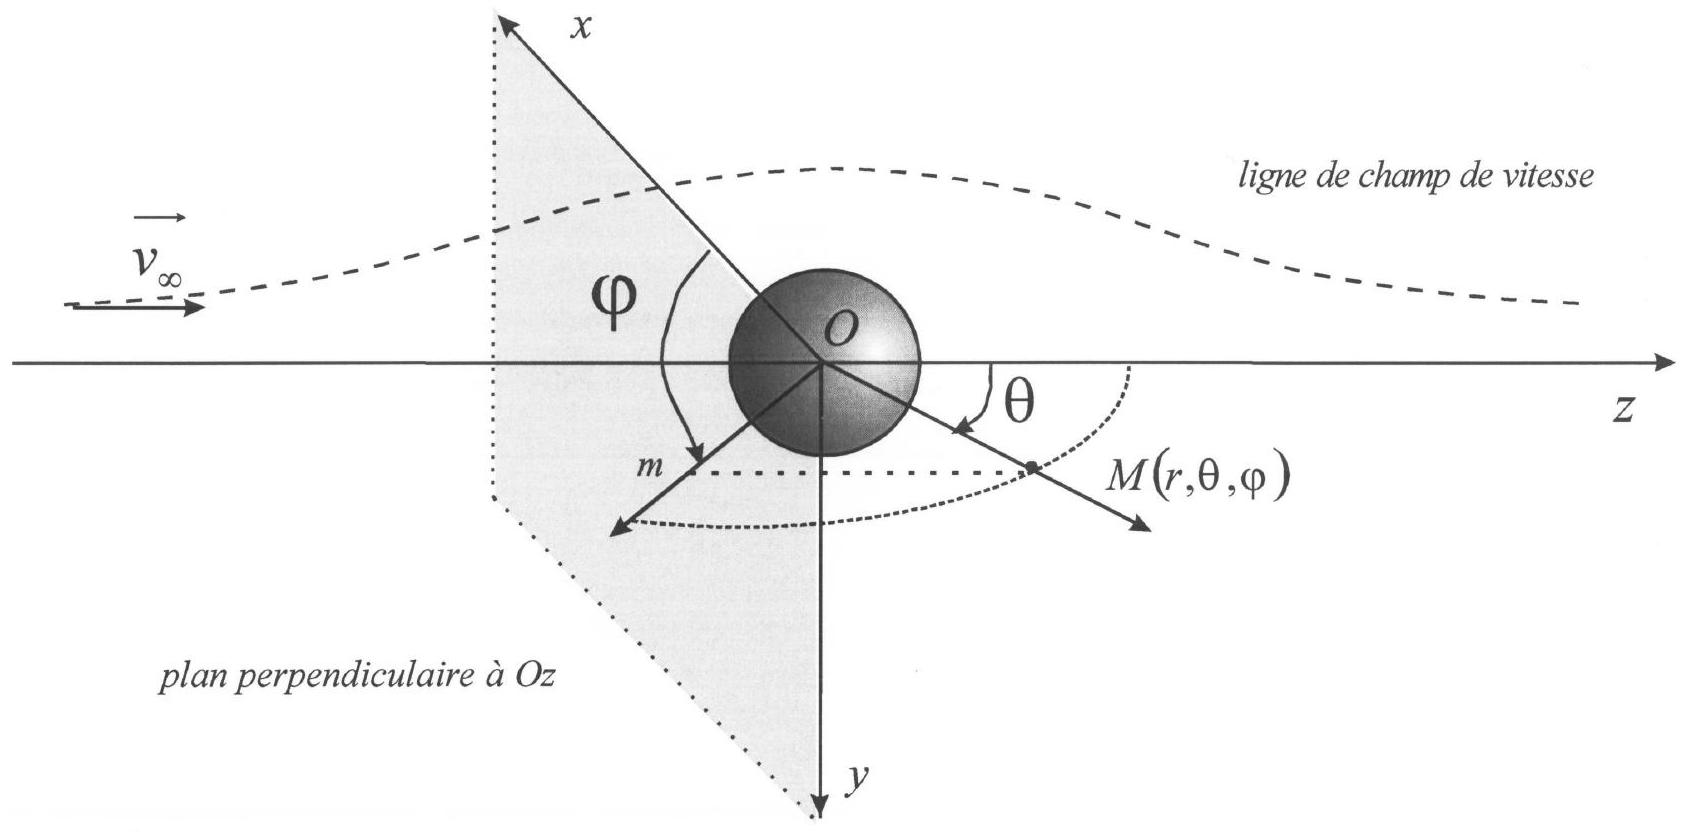 x
ligne de champ de vitesse
v∞
φ
O
θ
z
m
M(r,θ,φ)
plan perpendiculaire à Oz
y